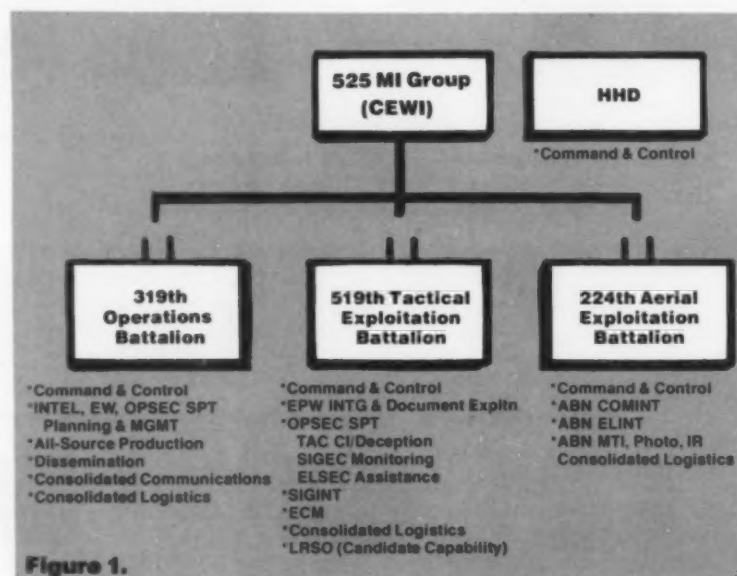 525 MI Group
(CEWI)
HHD
*Command & Control
319th
Operations
Battalion
*Command & Control
*INTEL, EW, OPSEC SPT
Planning & MGMT
*All-Source Production
*Dissemination
*Consolidated Communications
*Consolidated Logistics
519th Tactical
Exploitation
Battalion
*Command & Control
*EPW INTG & Document Expltn
*OPSEC SPT
TAC CI/Deception
SIGEC Monitoring
ELSEC Assistance
*SIGINT
*ECM
*Consolidated Logistics
*LRSO (Candidate Capability)
224th Aerial
Exploitation
Battalion
*Command & Control
*ABN COMINT
*ABN ELINT
*ABN MTI, Photo, IR
Consolidated Logistics
Figure 1.